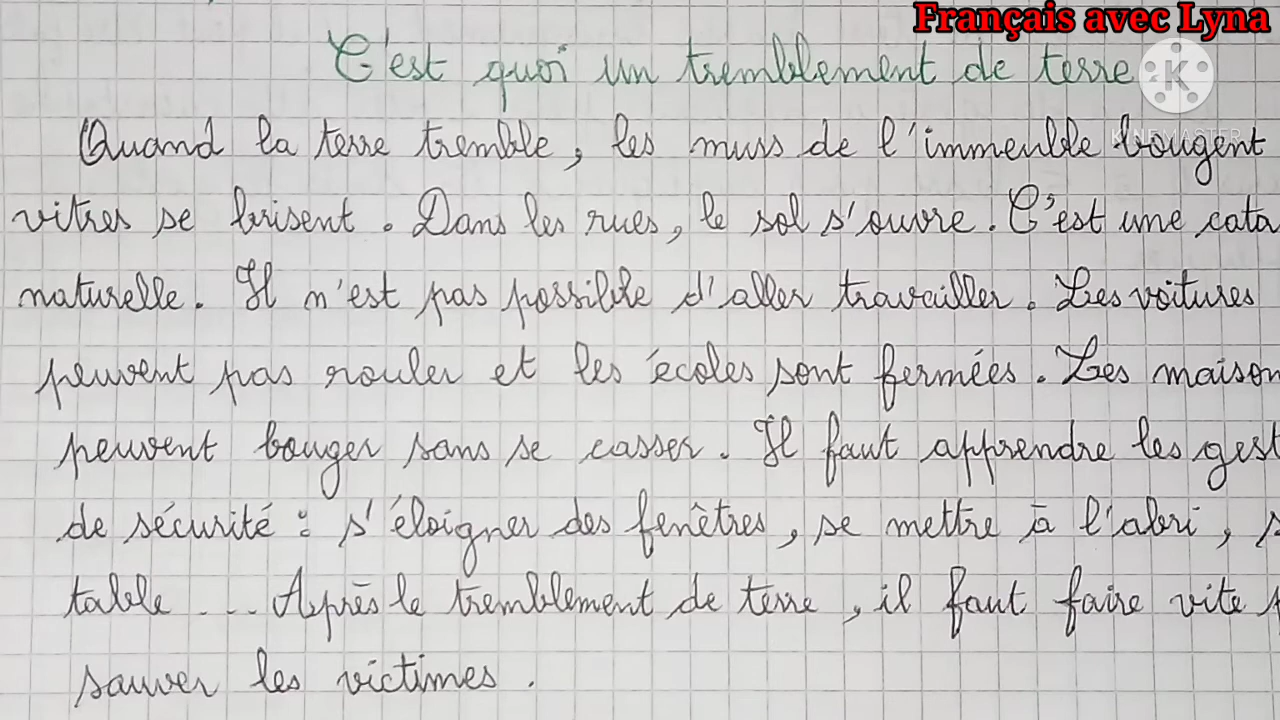 Français avec Lyna
C'est quoi un tremblement de terre
K
KINEMASTER
Quand la terre tremble, les murs de l'immeuble bougent
vitres se brisent. Dans les rues, le sol s'ouvre. C'est une cata
naturelle. Il n'est pas possible d'aller travailler. Les voitures
peuvent pas rouler et les écoles sont fermées. Les maison
peuvent bouger sans se casser. Il faut apprendre les gest
de sécurité : s'éloigner des fenêtres, se mettre à l'abri, s
table ... Après le tremblement de terre, il faut faire vite
sauver les victimes.